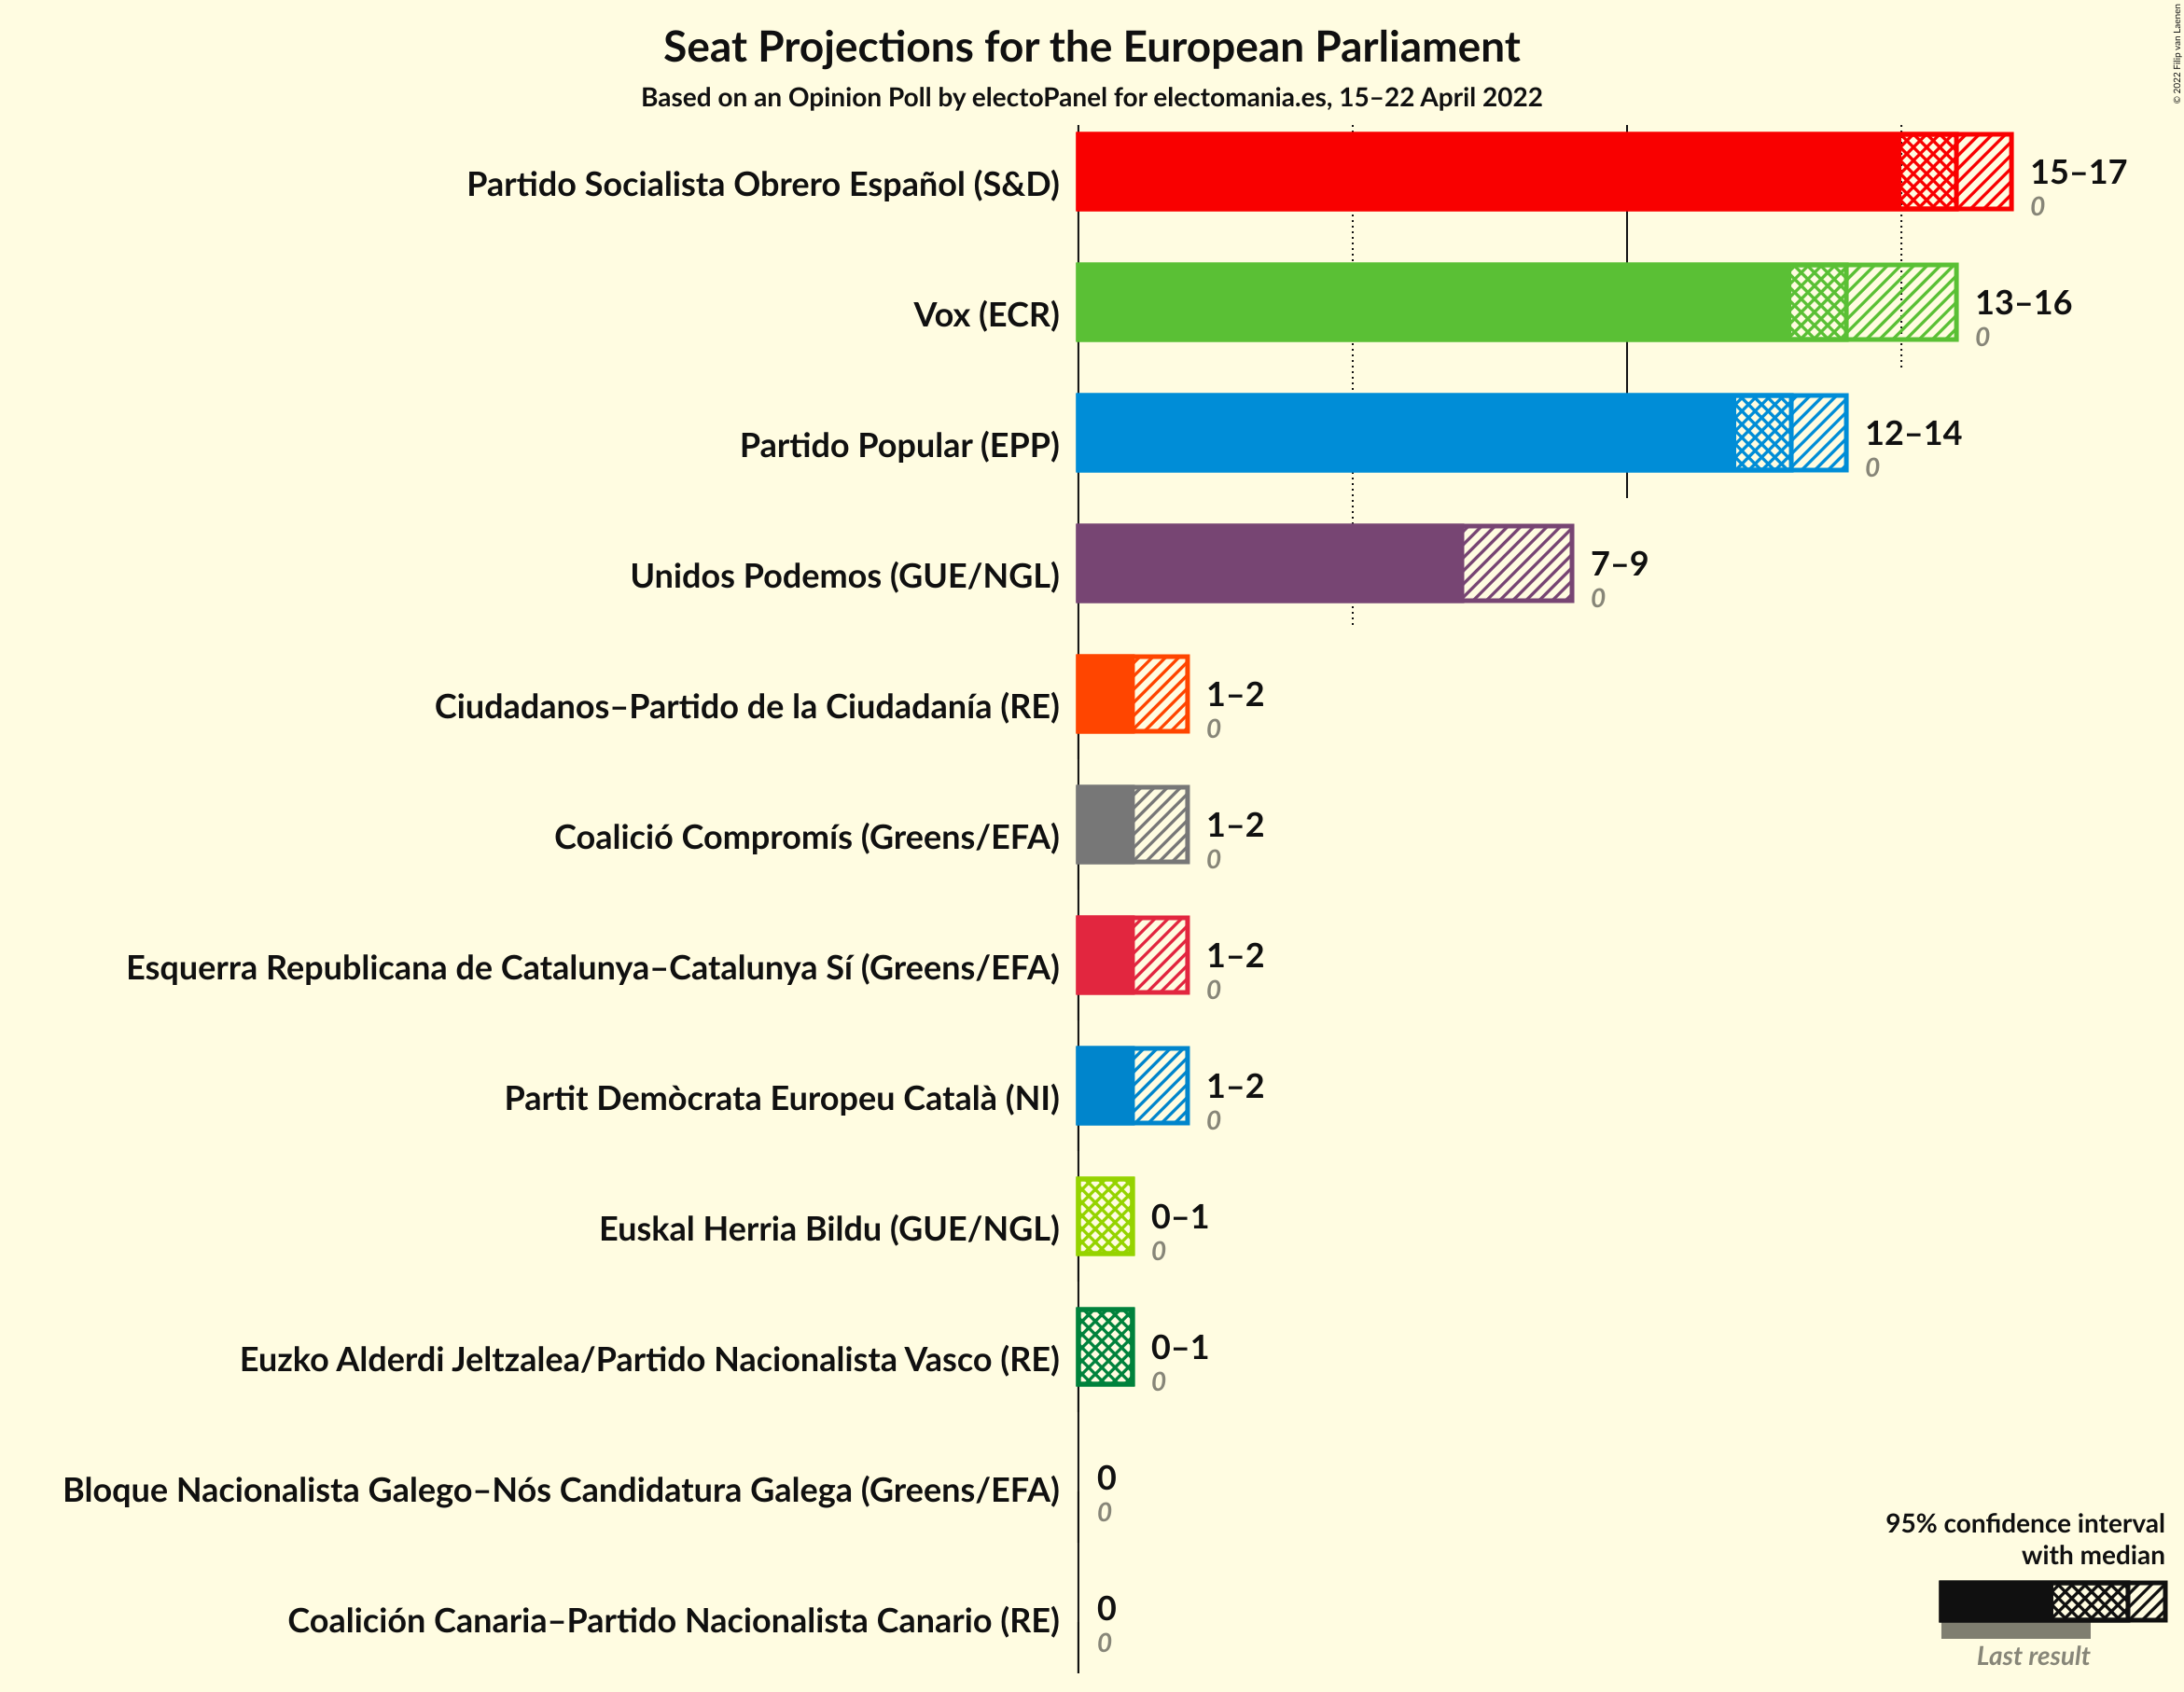 Seat Projections for the European Parliament
Based on an Opinion Poll by electoPanel for electomania.es, 15–22 April 2022
© 2022 Filip van Laenen
Partido Socialista Obrero Español (S&D)
15–17
0
Vox (ECR)
13–16
0
Partido Popular (EPP)
12–14
0
Unidos Podemos (GUE/NGL)
7–9
0
Ciudadanos–Partido de la Ciudadanía (RE)
1–2
0
Coalició Compromís (Greens/EFA)
1–2
0
Esquerra Republicana de Catalunya–Catalunya Sí (Greens/EFA)
1–2
0
Partit Demòcrata Europeu Català (NI)
1–2
0
Euskal Herria Bildu (GUE/NGL)
0–1
0
Euzko Alderdi Jeltzalea/Partido Nacionalista Vasco (RE)
0–1
0
Bloque Nacionalista Galego–Nós Candidatura Galega (Greens/EFA)
0
0
Coalición Canaria–Partido Nacionalista Canario (RE)
0
0
95% confidence interval
with median
Last result